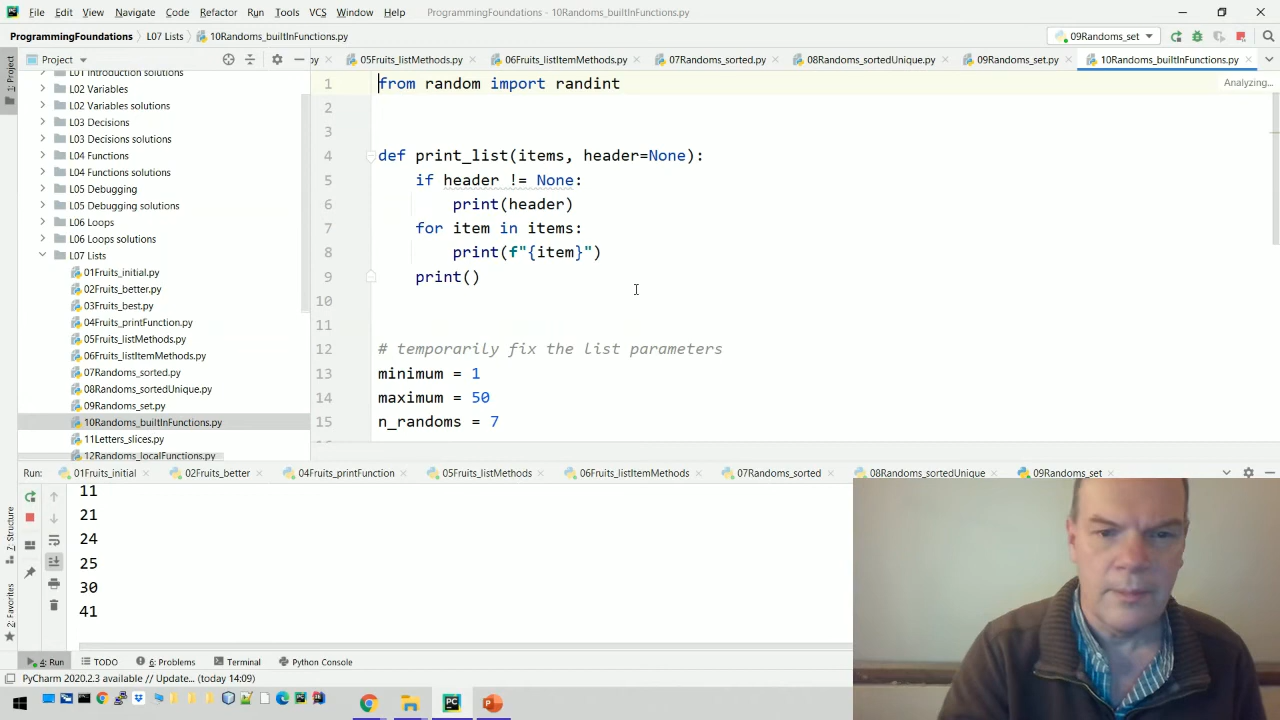 File Edit View Navigate Code Refactor Run Tools VCS Window Help ProgrammingFoundations - 10Randoms_builtInFunctions.py
ProgrammingFoundations L07 Lists 10Randoms_builtInFunctions.py 09Randoms_set
Project .py 05Fruits_listMethods.py 06Fruits_listItemMethods.py 07Randoms_sorted.py 08Randoms_sortedUnique.py 09Randoms_set.py 10Randoms_builtInFunctions.py
1: Project
L01 Introduction solutions
L02 Variables
L02 Variables solutions
L03 Decisions
L03 Decisions solutions
L04 Functions
L04 Functions solutions
L05 Debugging
L05 Debugging solutions
L06 Loops
L06 Loops solutions
L07 Lists
01Fruits_initial.py
02Fruits_better.py
03Fruits_best.py
04Fruits_printFunction.py
05Fruits_listMethods.py
06Fruits_listItemMethods.py
07Randoms_sorted.py
08Randoms_sortedUnique.py
09Randoms_set.py
10Randoms_builtInFunctions.py
11Letters_slices.py
12Randoms_localFunctions.py
Analyzing...
1 from random import randint
2
3
4 def print_list(items, header=None):
5 if header != None:
6 print(header)
7 for item in items:
8 print(f"{item}")
9 print()
10
11
12 # temporarily fix the list parameters
13 minimum = 1
14 maximum = 50
15 n_randoms = 7
Run: 01Fruits_initial 02Fruits_better 04Fruits_printFunction 05Fruits_listMethods 06Fruits_listItemMethods 07Randoms_sorted 08Randoms_sortedUnique 09Randoms_set
11
21
24
25
30
41
7: Structure
2: Favorites
4: Run TODO 6: Problems Terminal Python Console
PyCharm 2020.2.3 available // Update... (today 14:09)